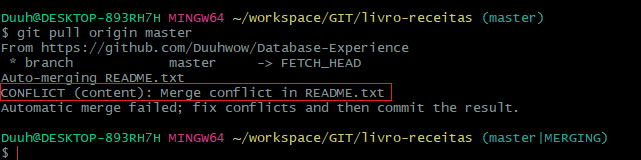 Duuh@DESKTOP-893RH7H MINGW64 ~/workspace/GIT/livro-receitas (master)
$ git pull origin master
From https://github.com/Duuhwow/Database-Experience
 * branch            master     -> FETCH_HEAD
Auto-merging README.txt
CONFLICT (content): Merge conflict in README.txt
Automatic merge failed; fix conflicts and then commit the result.
Duuh@DESKTOP-893RH7H MINGW64 ~/workspace/GIT/livro-receitas (master|MERGING)
$